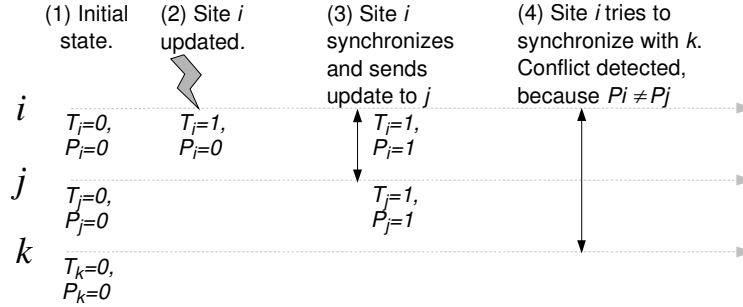 (1) Initial
state.
(2) Site i
updated.
(3) Site i
synchronizes
and sends
update to j
(4) Site i tries to
synchronize with k.
Conflict detected,
because Pi ≠ Pj
i
Ti=0,
Pi=0
Ti=1,
Pi=0
Ti=1,
Pi=1
j
Tj=0,
Pj=0
Tj=1,
Pj=1
k
Tk=0,
Pk=0